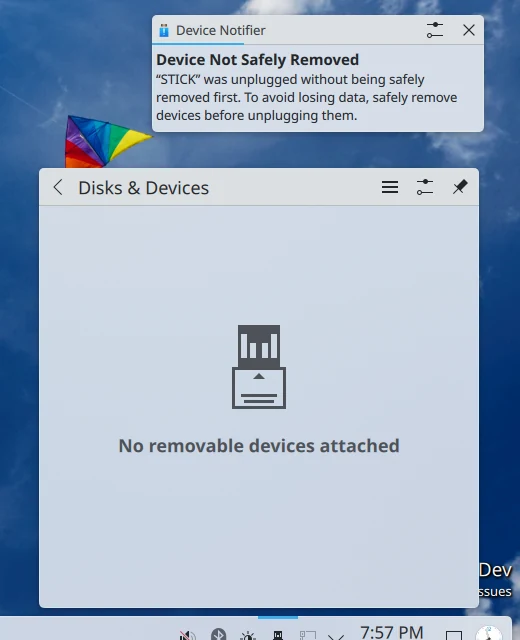 Device Notifier
Device Not Safely Removed
“STICK” was unplugged without being safely
removed first. To avoid losing data, safely remove
devices before unplugging them.
Disks & Devices
No removable devices attached
Dev
ssues
7:57 PM